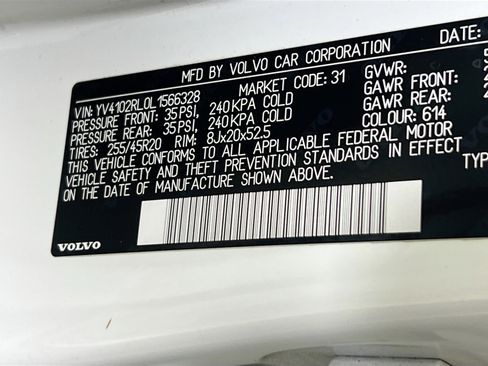 MFD BY VOLVO CAR CORPORATION DATE:
VIN: YV4102RL0L1566328 MARKET CODE: 31 GVWR:
PRESSURE FRONT: 35PSI, 240KPA COLD GAWR FRONT:
PRESSURE REAR: 35PSI, 240KPA COLD GAWR REAR:
TIRES: 255/45R20 RIM: 8Jx20x52.5 COLOUR: 614
THIS VEHICLE CONFORMS TO ALL APPLICABLE FEDERAL MOTOR
VEHICLE SAFETY AND THEFT PREVENTION STANDARDS IN EFFECT
ON THE DATE OF MANUFACTURE SHOWN ABOVE. TYP
VOLVO